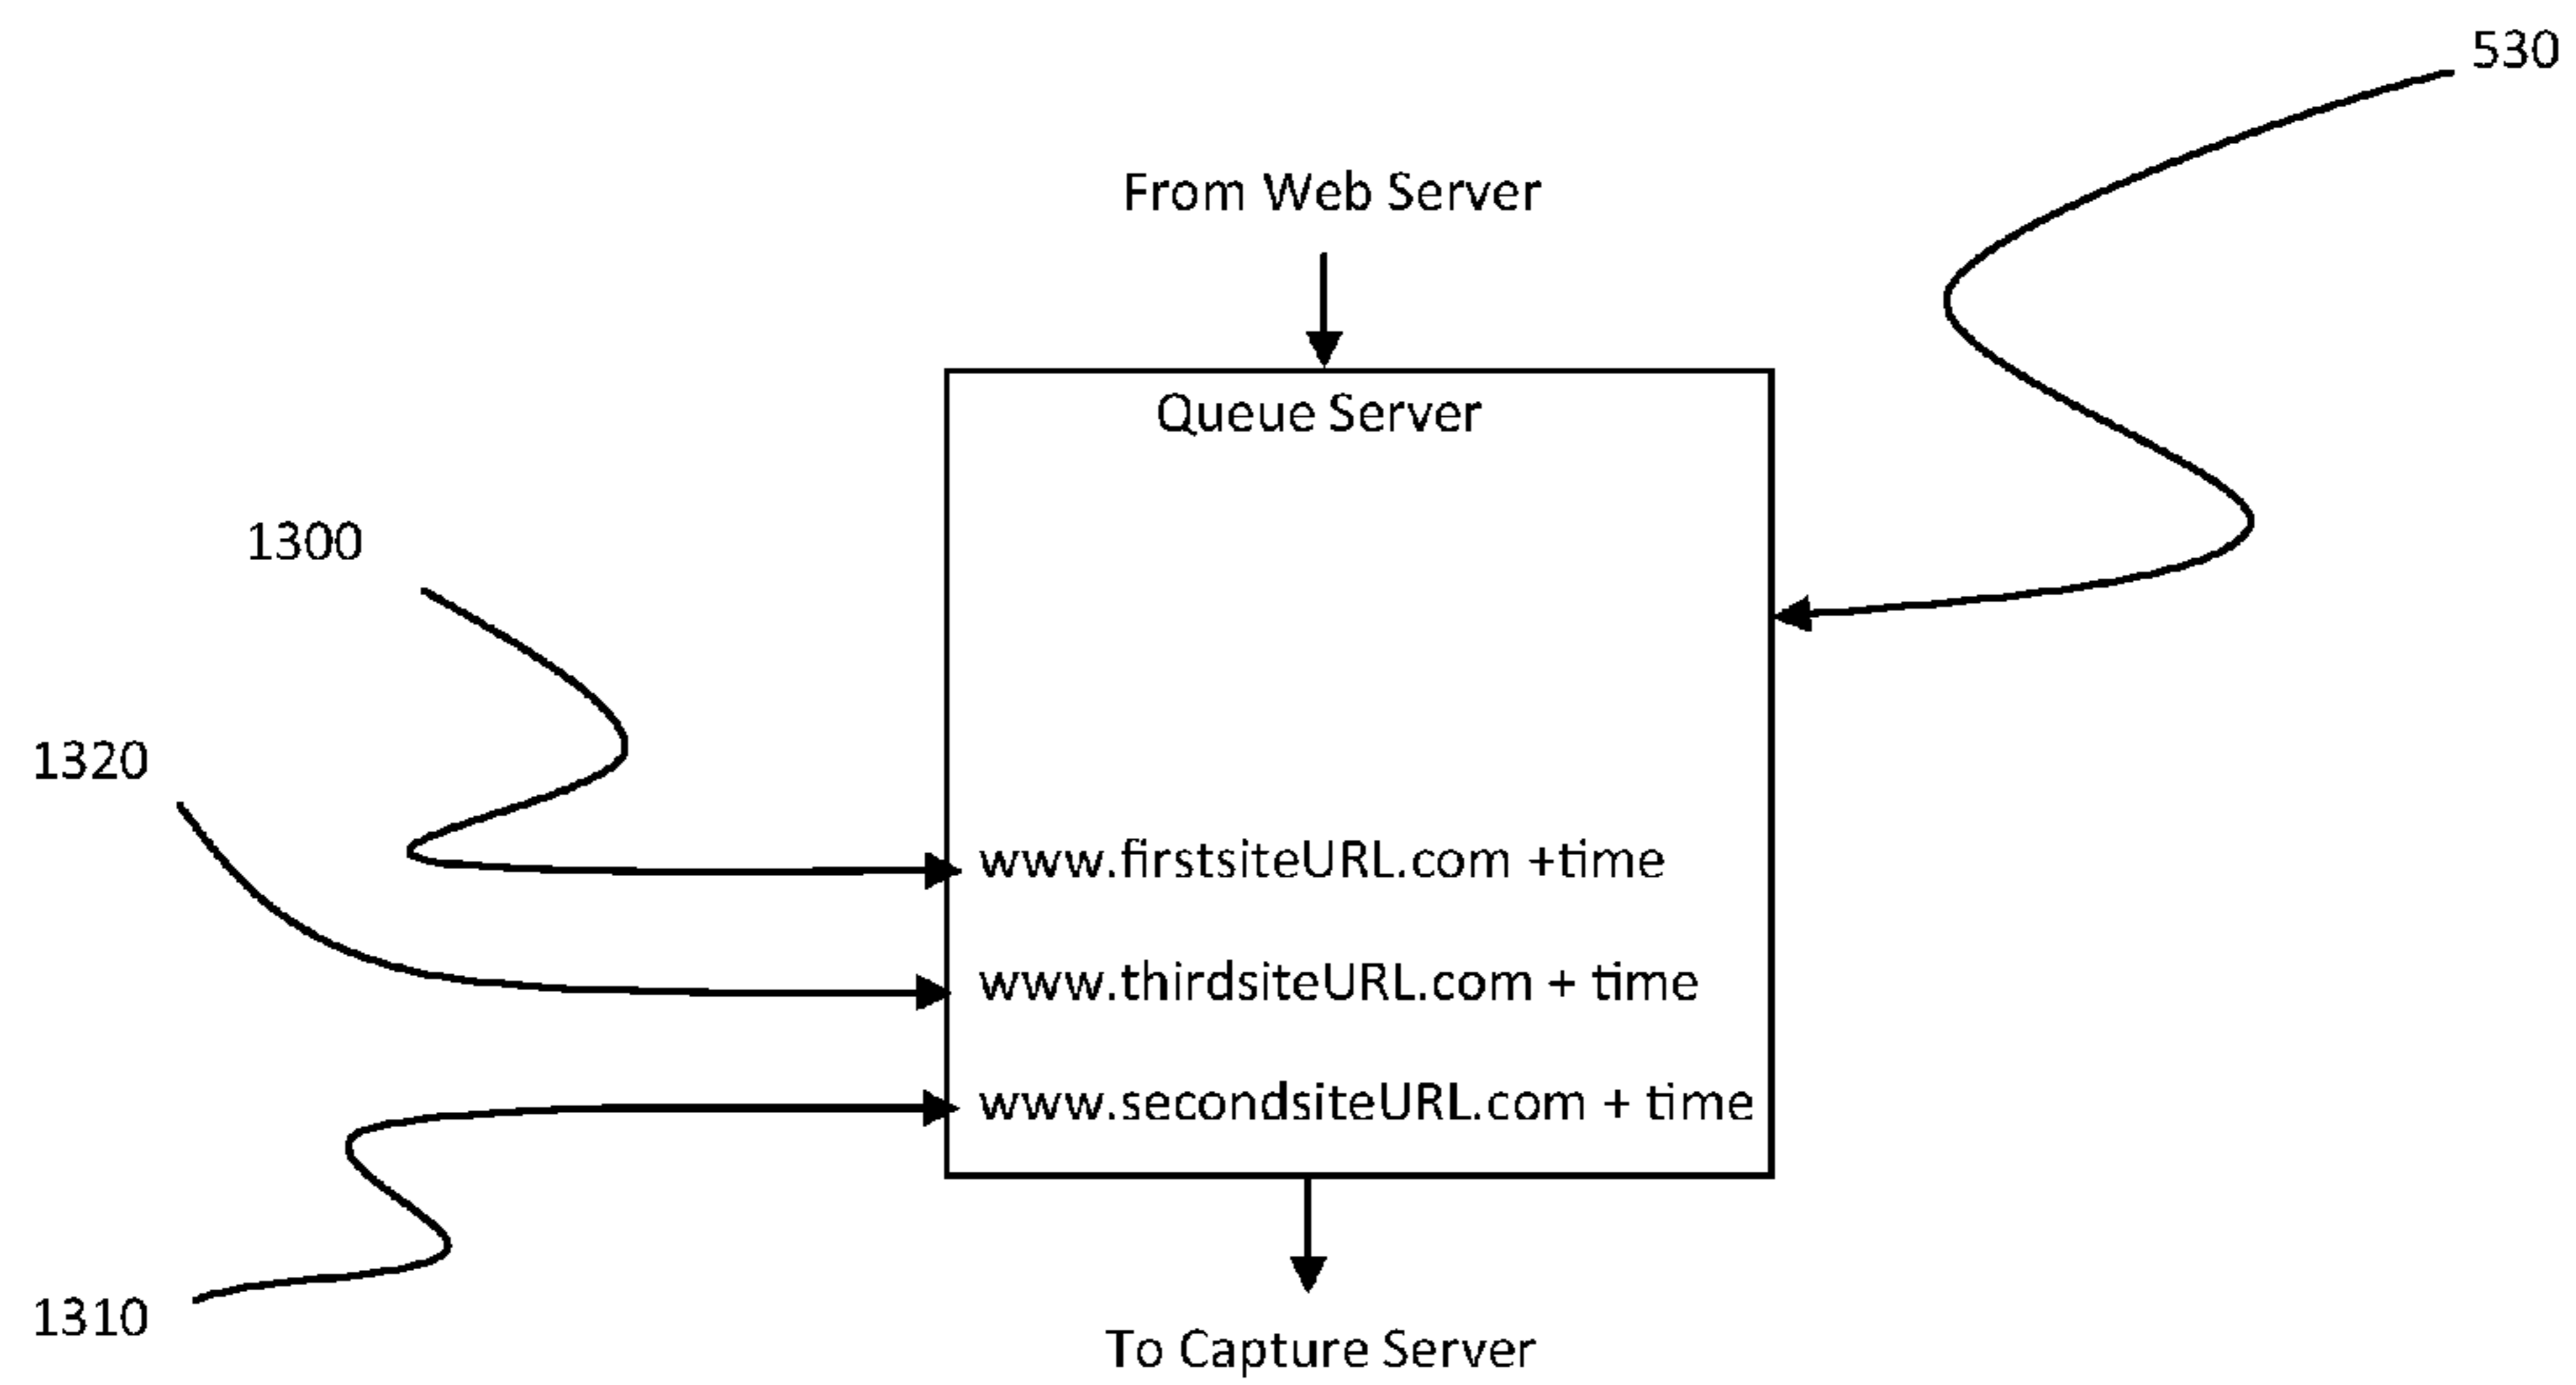 530
From Web Server
Queue Server
1300
1320
www.firstsiteURL.com +time
www.thirdsiteURL.com + time
www.secondsiteURL.com + time
1310
To Capture Server